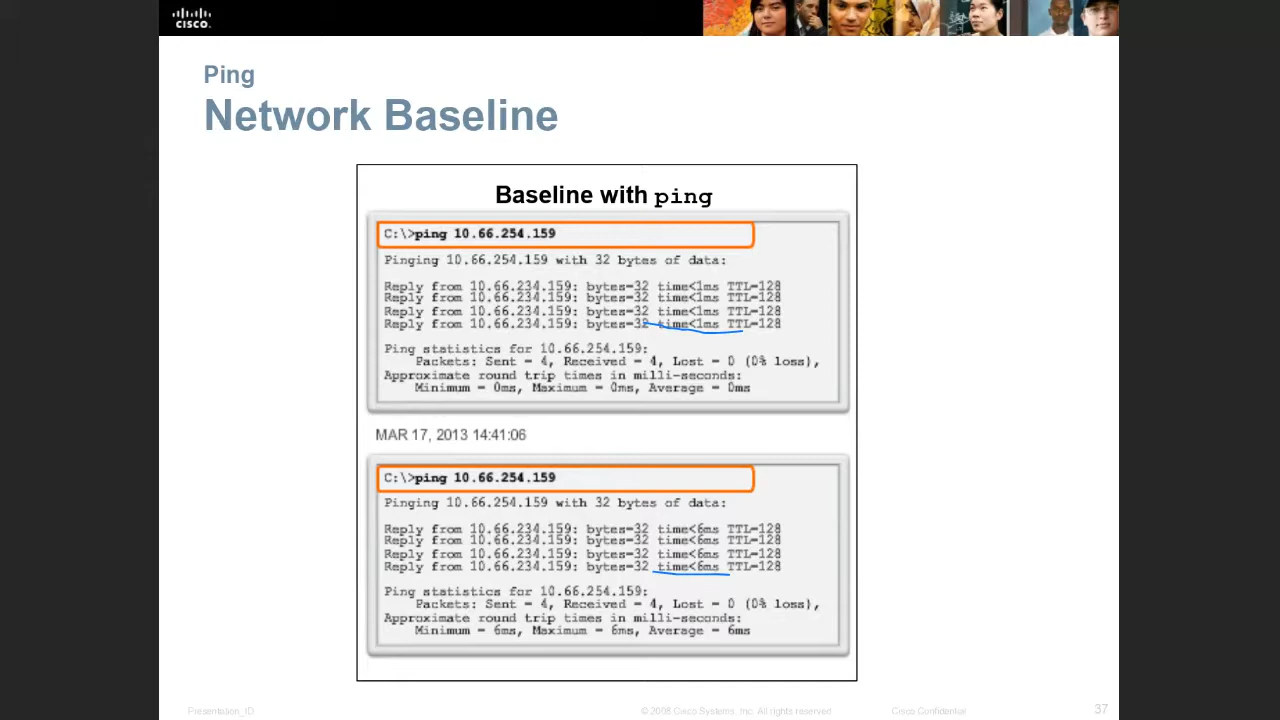 CISCO
Ping
Network Baseline
Baseline with ping
C:\>ping 10.66.254.159
Pinging 10.66.254.159 with 32 bytes of data:
Reply from 10.66.234.159: bytes=32 time<1ms TTL=128
Reply from 10.66.234.159: bytes=32 time<1ms TTL=128
Reply from 10.66.234.159: bytes=32 time<1ms TTL=128
Reply from 10.66.234.159: bytes=32 time<1ms TTL=128
Ping statistics for 10.66.254.159:
Packets: Sent = 4, Received = 4, Lost = 0 (0% loss),
Approximate round trip times in milli-seconds:
Minimum = 0ms, Maximum = 0ms, Average = 0ms
MAR 17, 2013 14:41:06
C:\>ping 10.66.254.159
Pinging 10.66.254.159 with 32 bytes of data:
Reply from 10.66.234.159: bytes=32 time<6ms TTL=128
Reply from 10.66.234.159: bytes=32 time<6ms TTL=128
Reply from 10.66.234.159: bytes=32 time<6ms TTL=128
Reply from 10.66.234.159: bytes=32 time<6ms TTL=128
Ping statistics for 10.66.254.159:
Packets: Sent = 4, Received = 4, Lost = 0 (0% loss),
Approximate round trip times in milli-seconds:
Minimum = 6ms, Maximum = 6ms, Average = 6ms
Presentation_ID © 2008 Cisco Systems, Inc. All rights reserved. Cisco Confidential 37